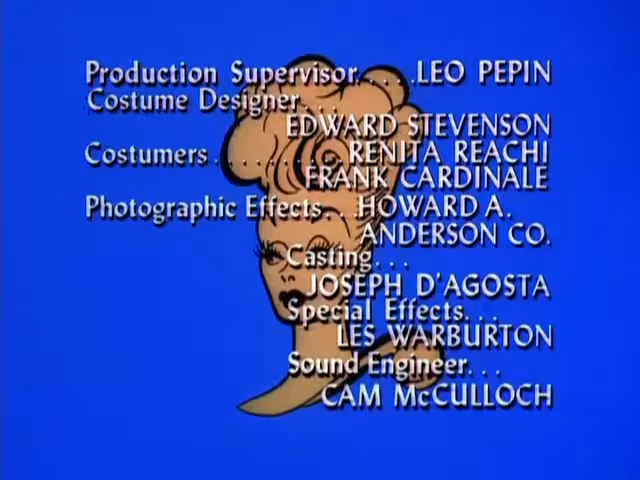 Production Supervisor. . . .LEO PEPIN
Costume Designer. . .
EDWARD STEVENSON
Costumers . . . . . . . . . .RENITA REACHI
FRANK CARDINALE
Photographic Effects. . .HOWARD A.
ANDERSON CO.
Casting. . .
JOSEPH D'AGOSTA
Special Effects. . .
LES WARBURTON
Sound Engineer. . .
CAM McCULLOCH